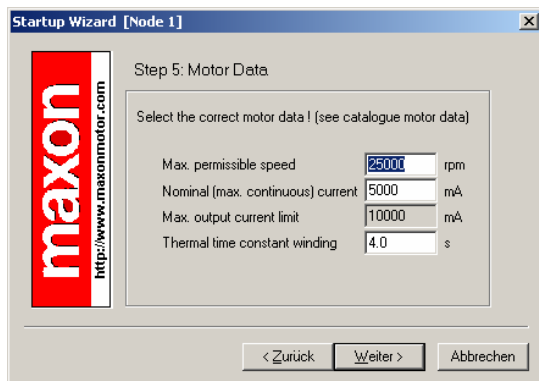 Startup Wizard [Node 1]
maxon
http://www.maxonmotor.com
Step 5: Motor Data
Select the correct motor data ! (see catalogue motor data)
Max. permissible speed 25000 rpm
Nominal (max. continuous) current 5000 mA
Max. output current limit 10000 mA
Thermal time constant winding 4.0 s
< Zurück Weiter > Abbrechen